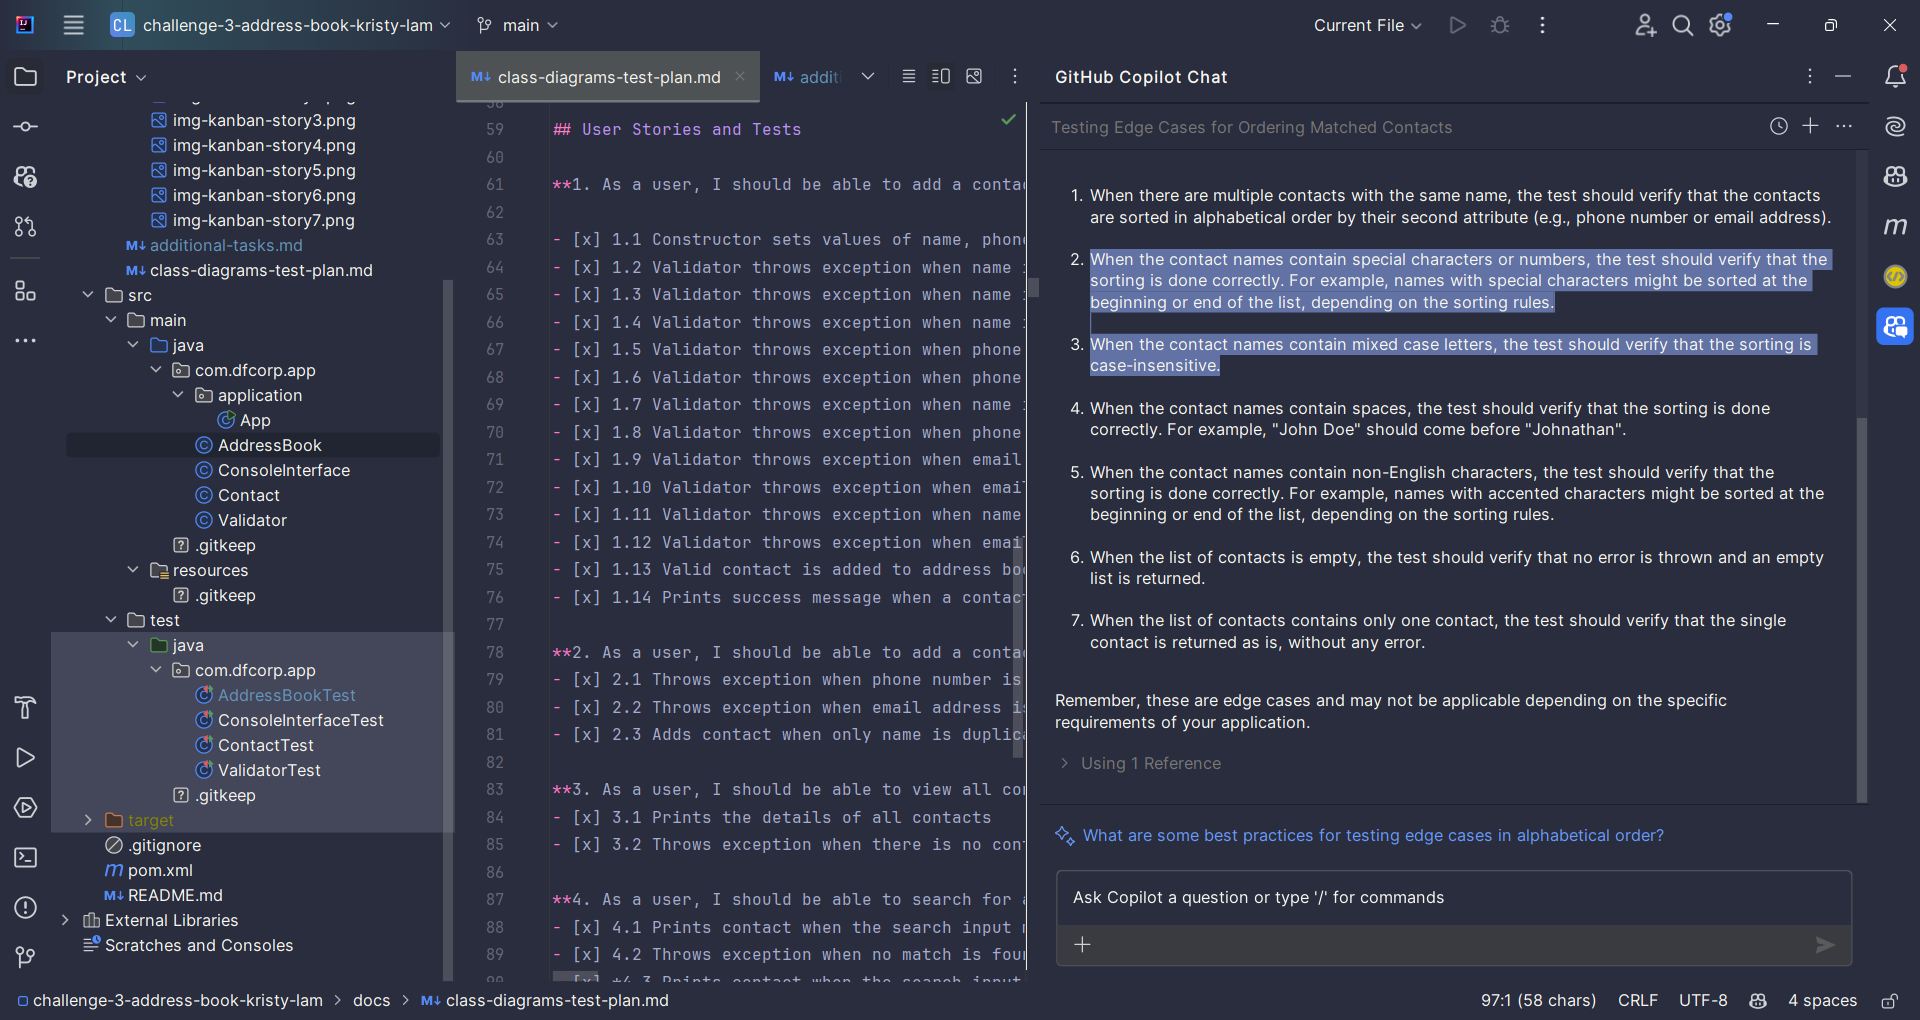 CL challenge-3-address-book-kristy-lam main Current File
Project
class-diagrams-test-plan.md
additi
GitHub Copilot Chat
img-kanban-story3.png
img-kanban-story4.png
img-kanban-story5.png
img-kanban-story6.png
img-kanban-story7.png
additional-tasks.md
class-diagrams-test-plan.md
src
main
java
com.dfcorp.app
application
App
AddressBook
ConsoleInterface
Contact
Validator
.gitkeep
resources
.gitkeep
test
java
com.dfcorp.app
AddressBookTest
ConsoleInterfaceTest
ContactTest
ValidatorTest
.gitkeep
target
.gitignore
pom.xml
README.md
External Libraries
Scratches and Consoles
59 ## User Stories and Tests
60
61 **1. As a user, I should be able to add a conta
62
63 - [x] 1.1 Constructor sets values of name, phon
64 - [x] 1.2 Validator throws exception when name
65 - [x] 1.3 Validator throws exception when name
66 - [x] 1.4 Validator throws exception when name
67 - [x] 1.5 Validator throws exception when phone
68 - [x] 1.6 Validator throws exception when phone
69 - [x] 1.7 Validator throws exception when name
70 - [x] 1.8 Validator throws exception when phone
71 - [x] 1.9 Validator throws exception when email
72 - [x] 1.10 Validator throws exception when emai
73 - [x] 1.11 Validator throws exception when name
74 - [x] 1.12 Validator throws exception when emai
75 - [x] 1.13 Valid contact is added to address bo
76 - [x] 1.14 Prints success message when a contac
77
78 **2. As a user, I should be able to add a conta
79 - [x] 2.1 Throws exception when phone number is
80 - [x] 2.2 Throws exception when email address i
81 - [x] 2.3 Adds contact when only name is duplic
82
83 **3. As a user, I should be able to view all co
84 - [x] 3.1 Prints the details of all contacts
85 - [x] 3.2 Throws exception when there is no con
86
87 **4. As a user, I should be able to search for
88 - [x] 4.1 Prints contact when the search input
89 - [x] 4.2 Throws exception when no match is fou
Testing Edge Cases for Ordering Matched Contacts
1. When there are multiple contacts with the same name, the test should verify that the contacts
are sorted in alphabetical order by their second attribute (e.g., phone number or email address).
2. When the contact names contain special characters or numbers, the test should verify that the
sorting is done correctly. For example, names with special characters might be sorted at the
beginning or end of the list, depending on the sorting rules.
3. When the contact names contain mixed case letters, the test should verify that the sorting is
case-insensitive.
4. When the contact names contain spaces, the test should verify that the sorting is done
correctly. For example, "John Doe" should come before "Johnathan".
5. When the contact names contain non-English characters, the test should verify that the
sorting is done correctly. For example, names with accented characters might be sorted at the
beginning or end of the list, depending on the sorting rules.
6. When the list of contacts is empty, the test should verify that no error is thrown and an empty
list is returned.
7. When the list of contacts contains only one contact, the test should verify that the single
contact is returned as is, without any error.
Remember, these are edge cases and may not be applicable depending on the specific
requirements of your application.
Using 1 Reference
What are some best practices for testing edge cases in alphabetical order?
Ask Copilot a question or type '/' for commands
challenge-3-address-book-kristy-lam > docs > class-diagrams-test-plan.md
97:1 (58 chars) CRLF UTF-8 4 spaces